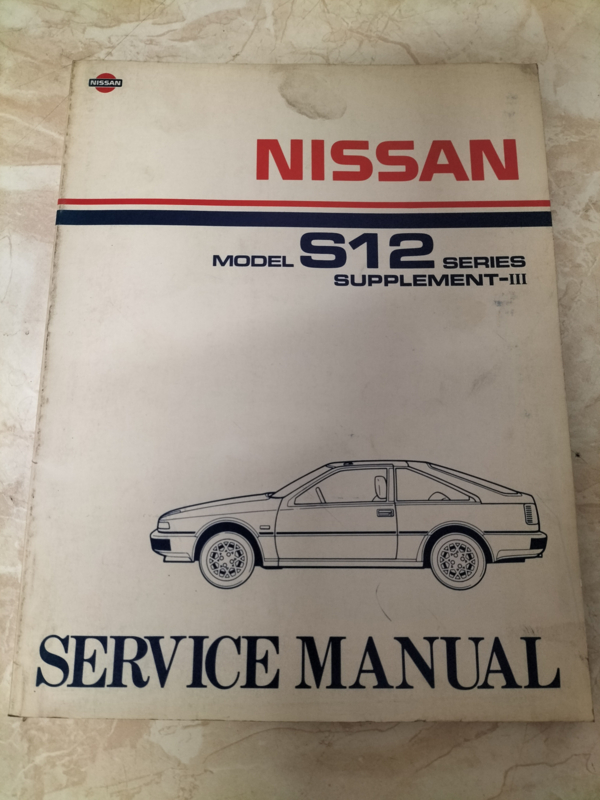 NISSAN
NISSAN
MODEL S12 SERIES
SUPPLEMENT-III
SERVICE MANUAL